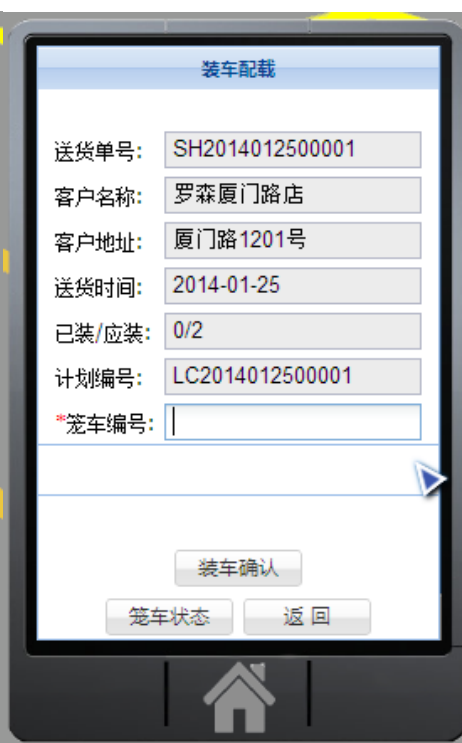 装车配载
送货单号: SH2014012500001
客户名称: 罗森厦门路店
客户地址: 厦门路1201号
送货时间: 2014-01-25
已装/应装: 0/2
计划编号: LC2014012500001
*笼车编号:
装车确认
笼车状态 返 回